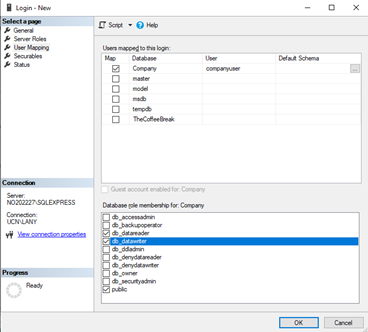 Login - New
Select a page
General
Server Roles
User Mapping
Securables
Status
Script
Help
Users mapped to this login:
Map Database User Default Schema
Company companyuser ...
master
model
msdb
tempdb
TheCoffeeBreak
Guest account enabled for: Company
Database role membership for: Company
db_accessadmin
db_backupoperator
db_datareader
db_datawriter
db_ddladmin
db_denydatareader
db_denydatawriter
db_owner
db_securityadmin
public
Connection
Server:
NO202227\SQLEXPRESS
Connection:
UCN\LANY
View connection properties
Progress
Ready
OK Cancel